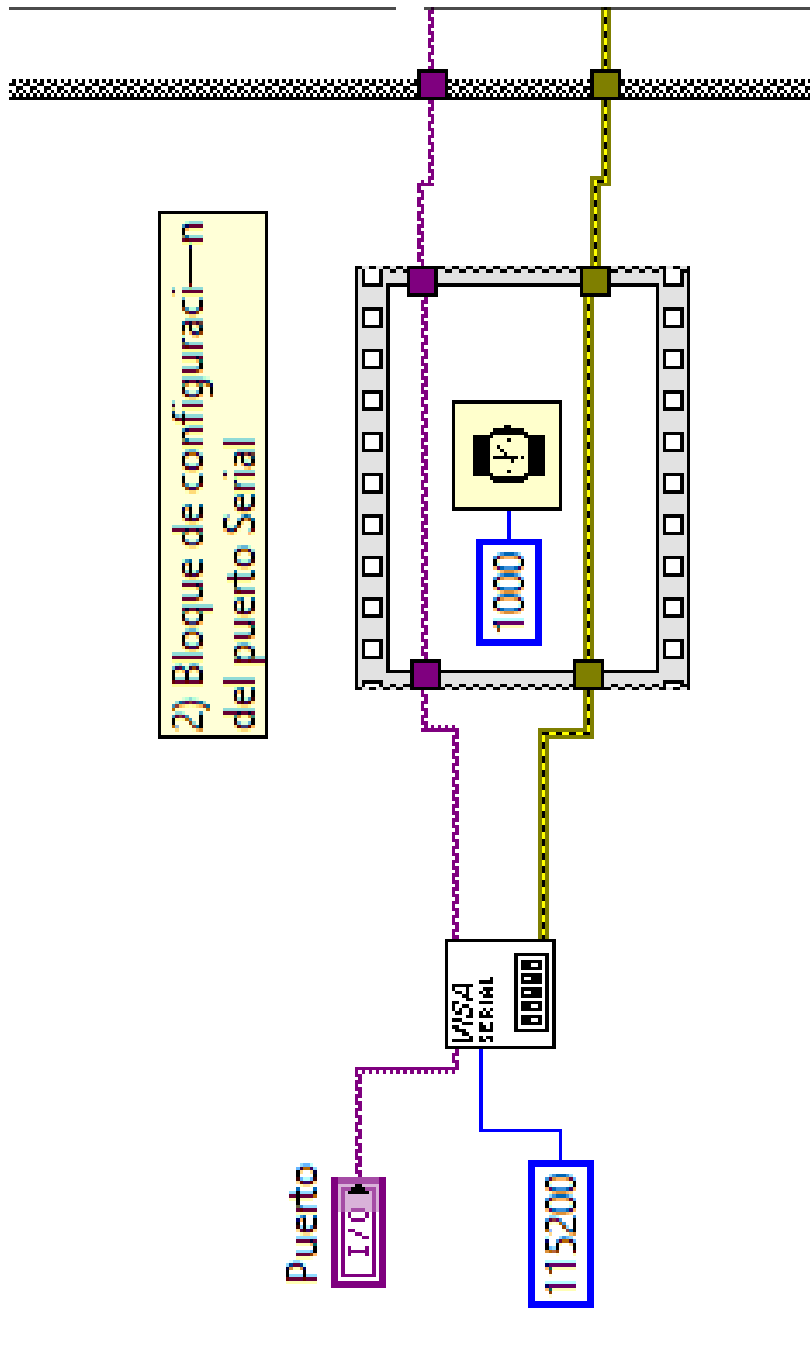 2) Bloque de configuraci—n
del puerto Serial
1000
VISA
SERIAL
Puerto
I/O
115200